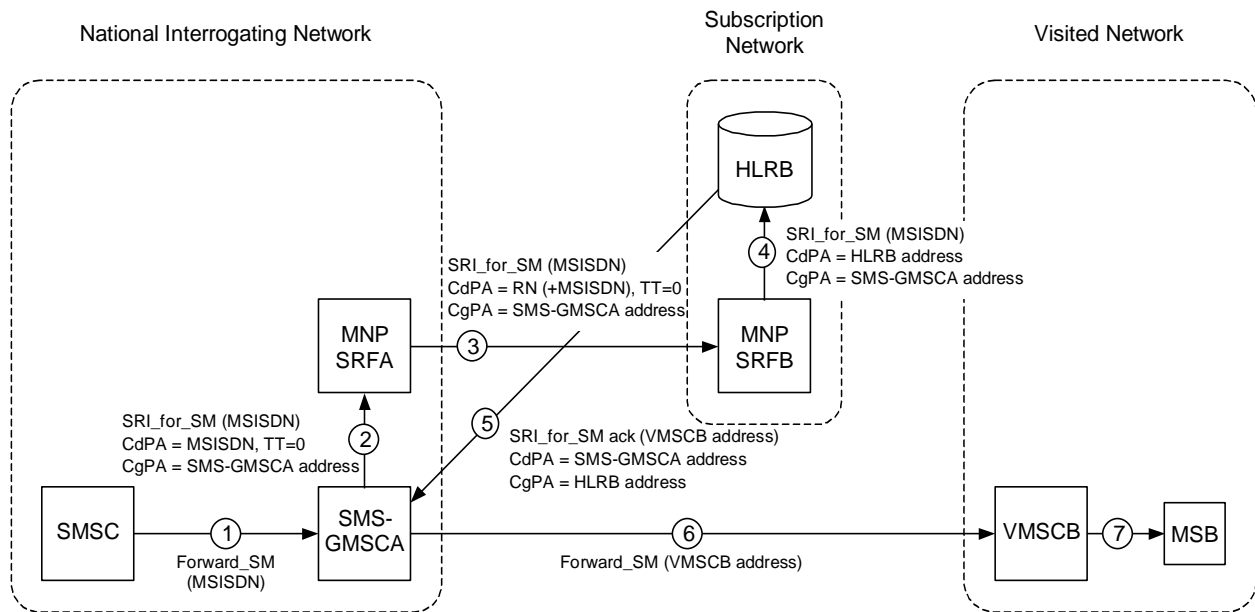 National Interrogating Network
Subscription
Network
Visited Network
HLRB
4
SRI_for_SM (MSISDN)
CdPA = HLRB address
CgPA = SMS-GMSCA address
SRI_for_SM (MSISDN)
CdPA = RN (+MSISDN), TT=0
CgPA = SMS-GMSCA address
MNP
SRFA
3
MNP
SRFB
SRI_for_SM (MSISDN)
CdPA = MSISDN, TT=0
CgPA = SMS-GMSCA address
2
5
SRI_for_SM ack (VMSCB address)
CdPA = SMS-GMSCA address
CgPA = HLRB address
SMSC
1
Forward_SM
(MSISDN)
SMS-
GMSCA
6
Forward_SM (VMSCB address)
VMSCB
7
MSB